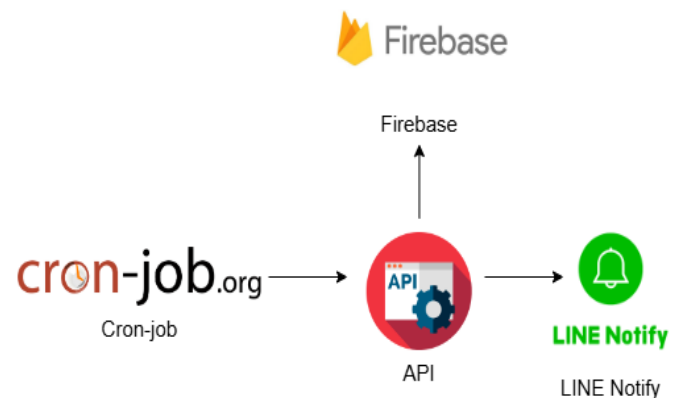 Firebase
Firebase
cron-job.org
Cron-job
API
API
LINE Notify
LINE Notify